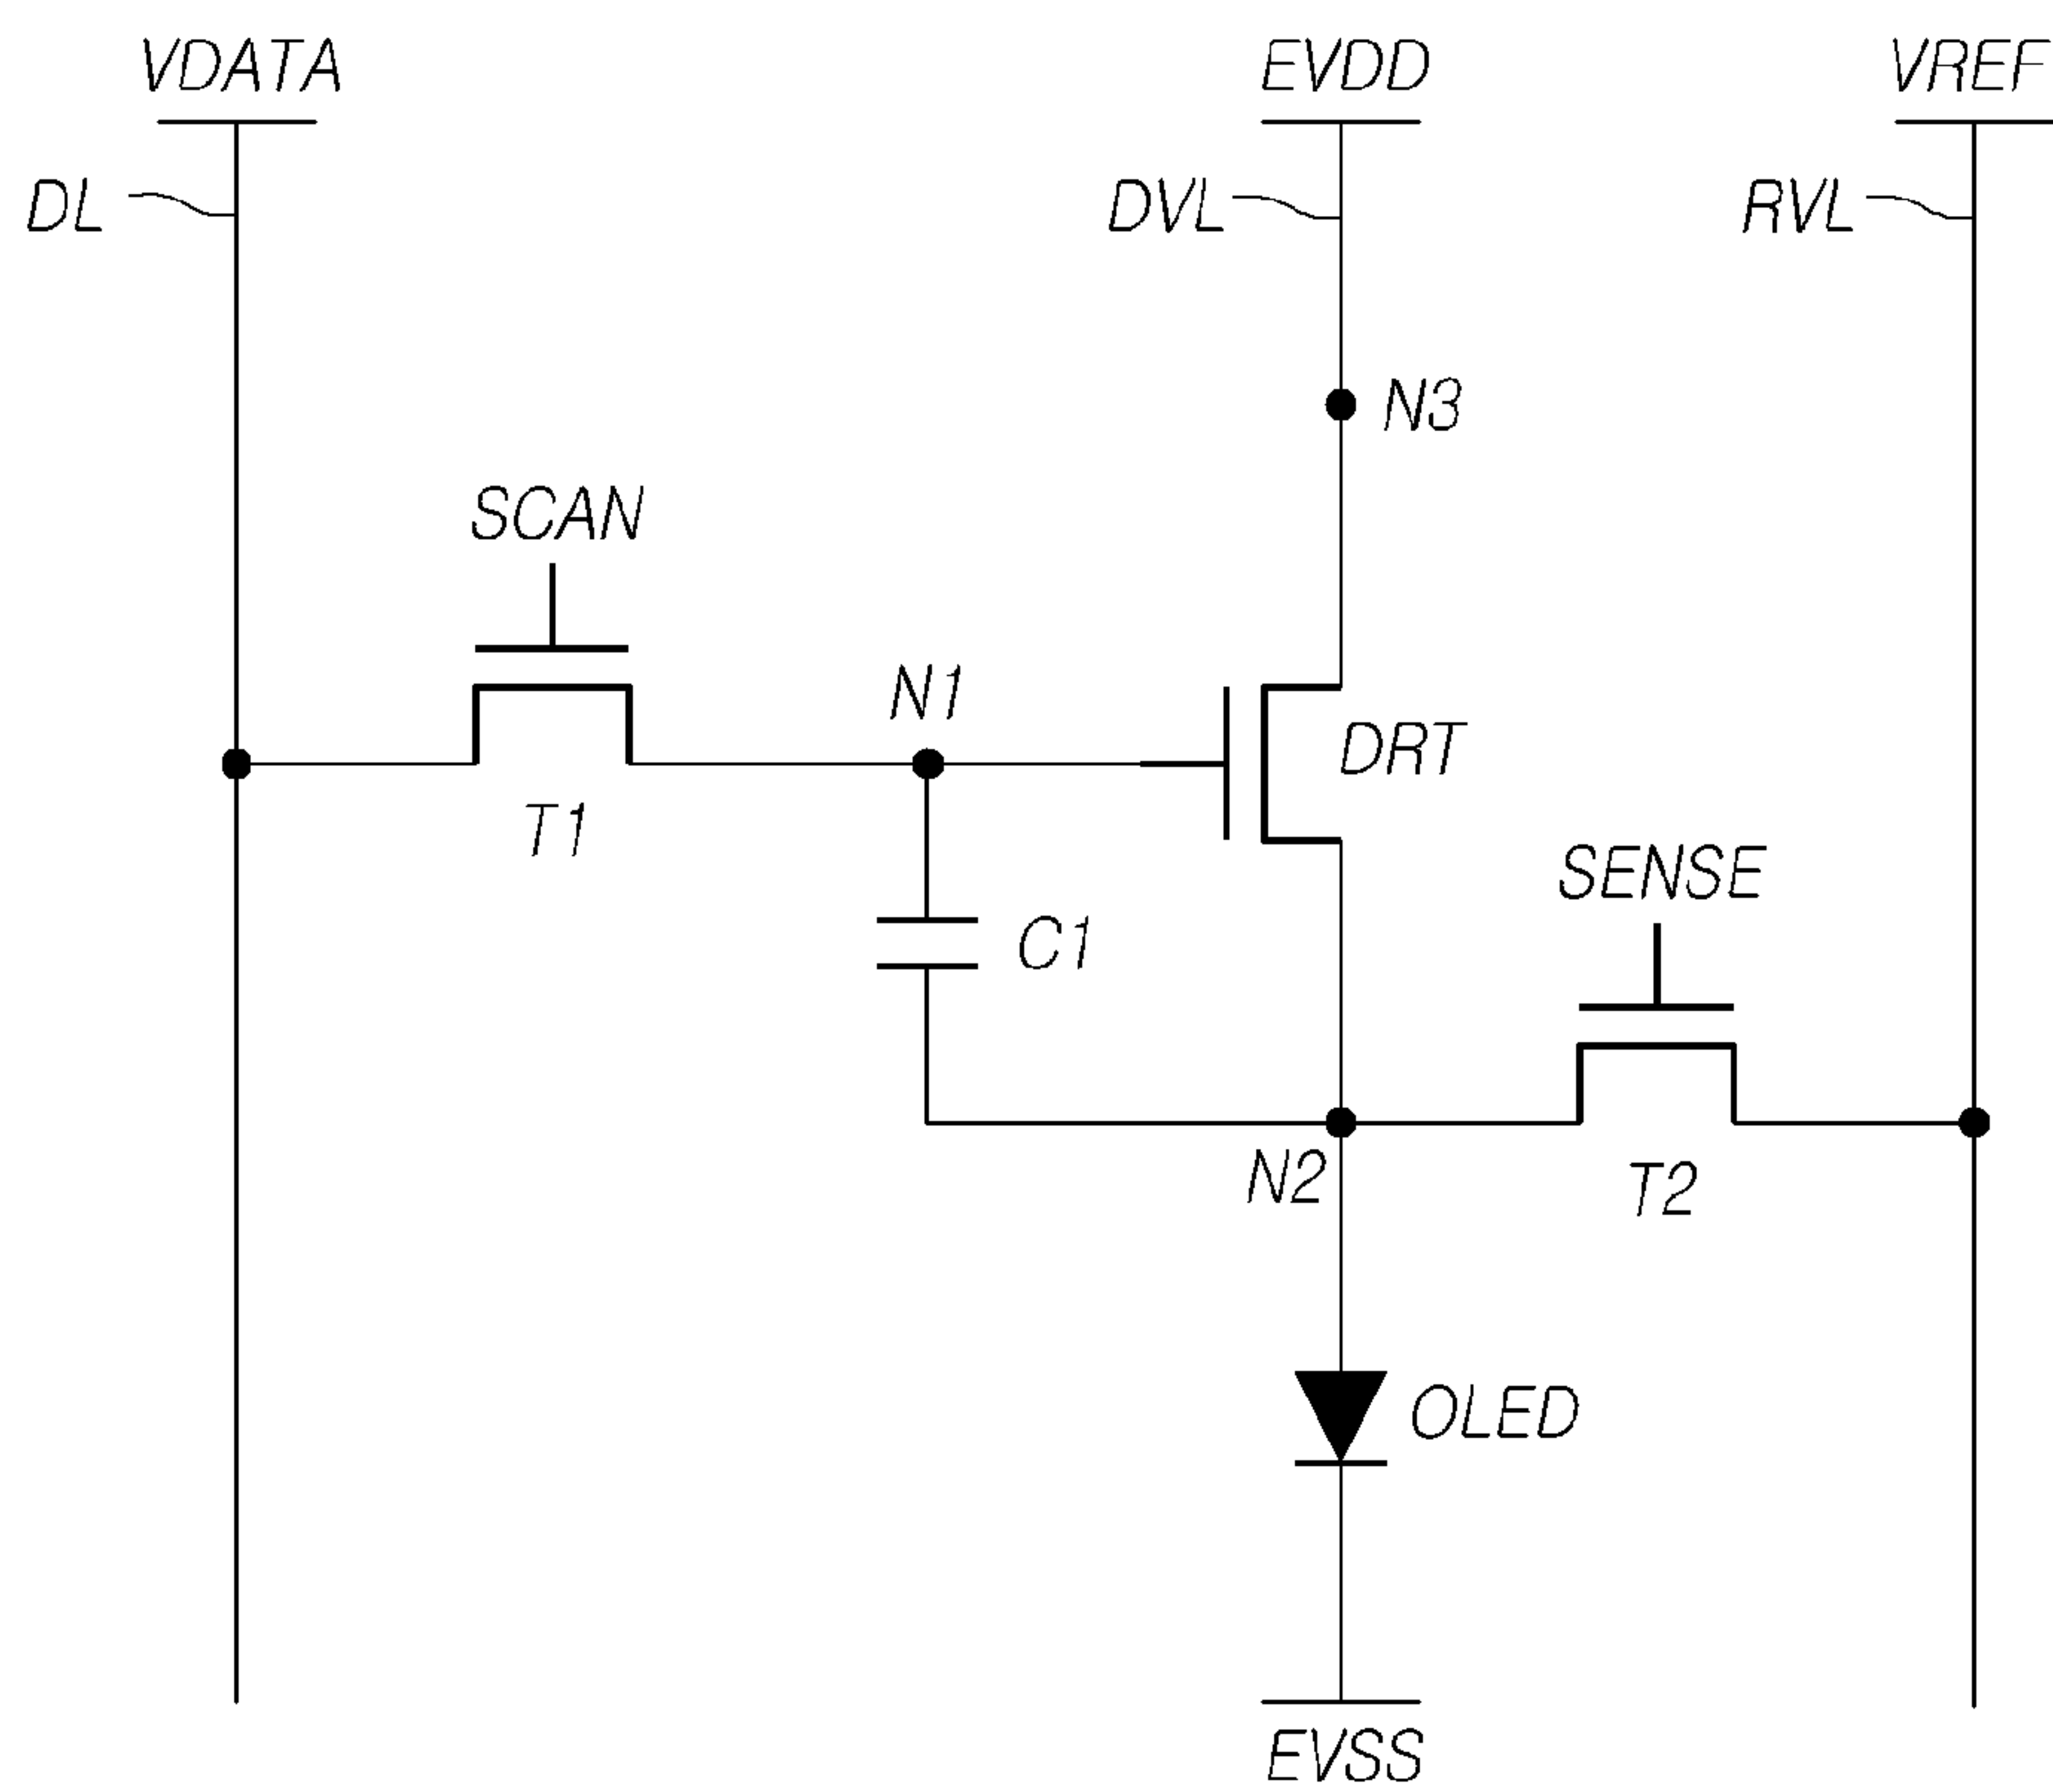 VDATA
EVDD
VREF
DL
DVL
RVL
N3
SCAN
N1
DRT
T1
SENSE
C1
N2
T2
OLED
EVSS